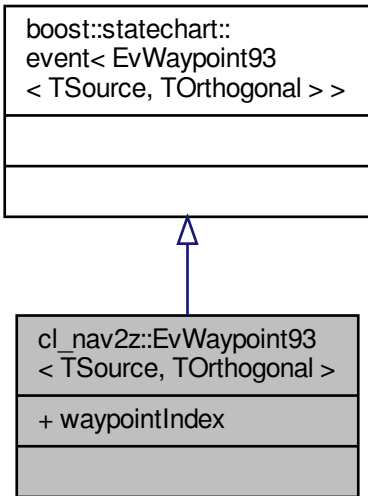 boost::statechart::
event< EvWaypoint93
< TSource, TOrthogonal > >
cl_nav2z::EvWaypoint93
< TSource, TOrthogonal >
+ waypointIndex